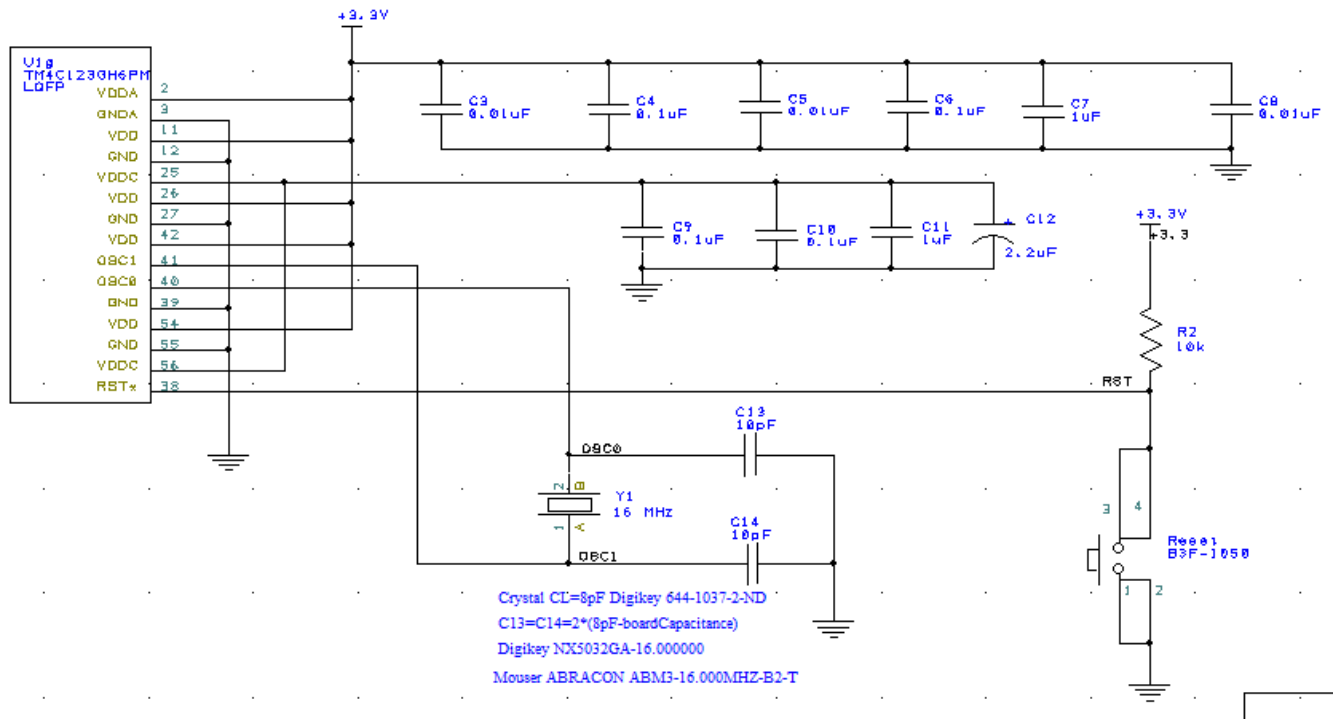 +3.3V
U1g
TM4C123GH6PM
LQFP
VDDA 2
GNDA 3
VDD 11
GND 12
VDDC 25
VDD 26
GND 27
VDD 42
OSC1 41
OSC0 40
GND 39
VDD 54
GND 55
VDDC 56
RST* 38
C3
0.01uF
C4
0.1uF
C5
0.01uF
C6
0.1uF
C7
1uF
C8
0.01uF
C9
0.1uF
C10
0.1uF
C11
1uF
+ C12
2.2uF
+3.3V
+3.3
R2
10k
RST
C13
10pF
OSC0
2 B
Y1
16 MHz
1 A
OSC1
C14
10pF
3 4
Reset
B3F-1050
1 2
Crystal CL=8pF Digikey 644-1037-2-ND
C13=C14=2*(8pF-boardCapacitance)
Digikey NX5032GA-16.000000
Mouser ABRACON ABM3-16.000MHZ-B2-T